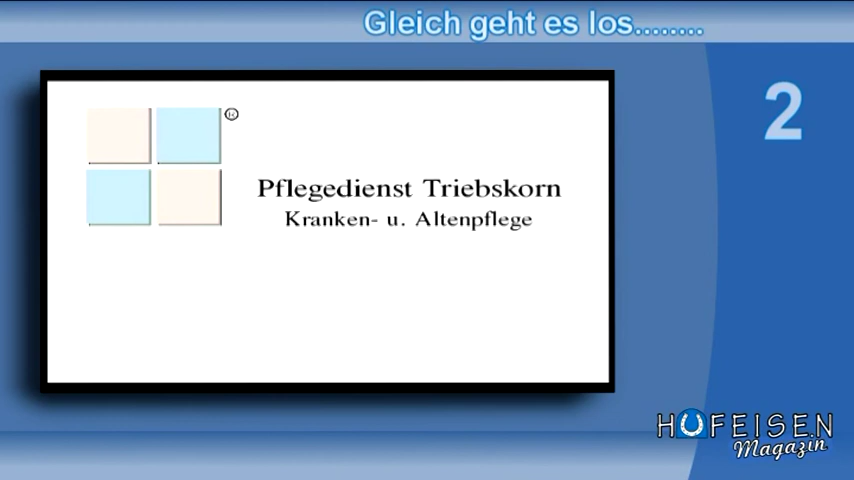 Gleich geht es los........
2
®
Pflegedienst Triebskorn
Kranken- u. Altenpflege
HUFEISEN
Magazin